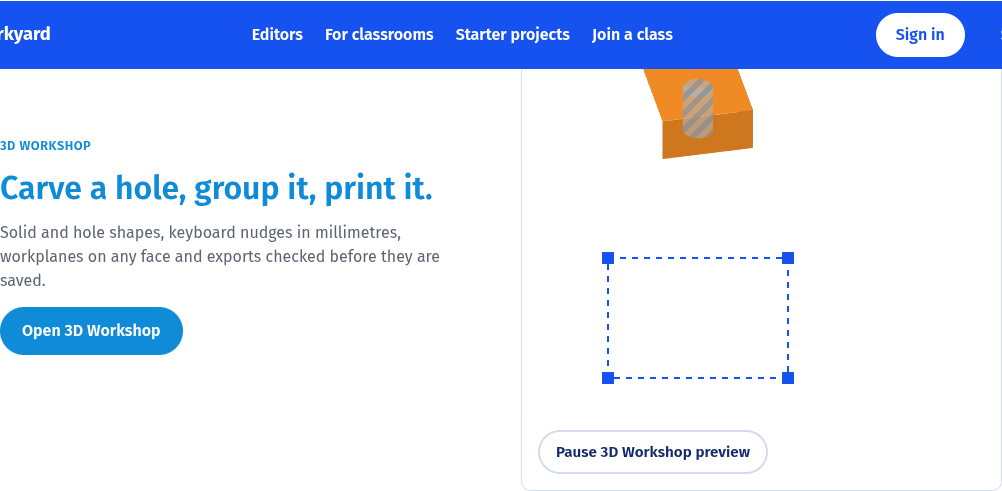 rkyard
Editors
For classrooms
Starter projects
Join a class
Sign in
3D WORKSHOP
Carve a hole, group it, print it.
Solid and hole shapes, keyboard nudges in millimetres,
workplanes on any face and exports checked before they are
saved.
Open 3D Workshop
Pause 3D Workshop preview